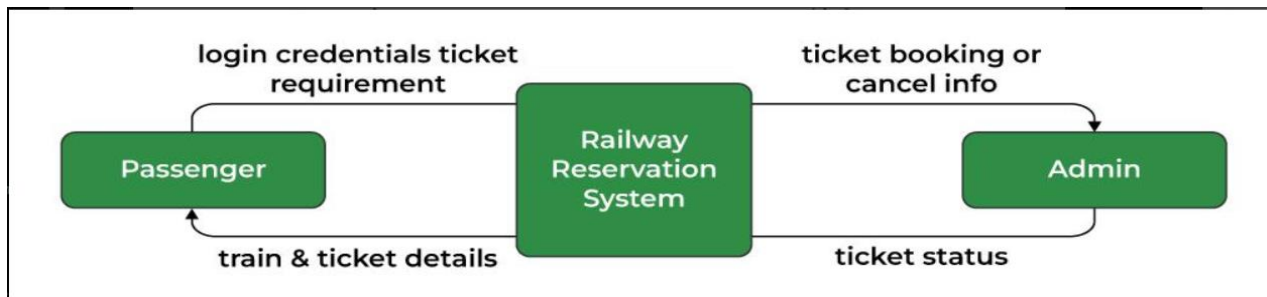 login credentials ticket
requirement
ticket booking or
cancel info
Passenger
Railway
Reservation
System
Admin
train & ticket details
ticket status